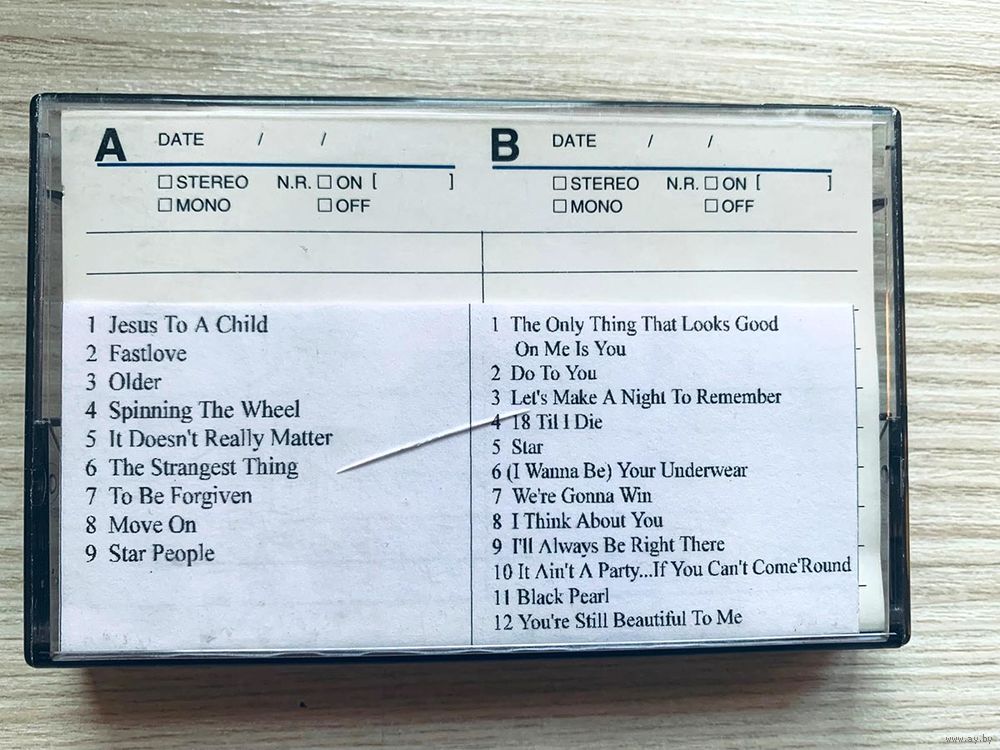 A DATE / /
STEREO N.R. ON [ ]
MONO OFF
B DATE / /
STEREO N.R. ON [ ]
MONO OFF
1 Jesus To A Child
2 Fastlove
3 Older
4 Spinning The Wheel
5 It Doesn't Really Matter
6 The Strangest Thing
7 To Be Forgiven
8 Move On
9 Star People
1 The Only Thing That Looks Good
On Me Is You
2 Do To You
3 Let's Make A Night To Remember
4 18 Til I Die
5 Star
6 (I Wanna Be) Your Underwear
7 We're Gonna Win
8 I Think About You
9 I'll Always Be Right There
10 It Ain't A Party...If You Can't Come'Round
11 Black Pearl
12 You're Still Beautiful To Me
www.ay.by